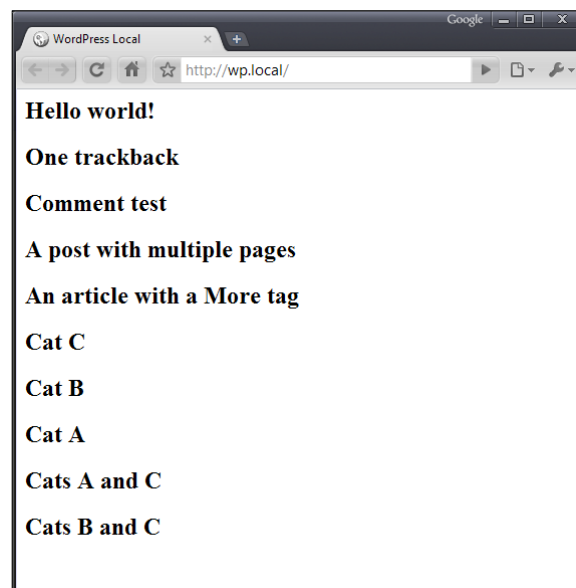 Google
WordPress Local
http://wp.local/
Hello world!
One trackback
Comment test
A post with multiple pages
An article with a More tag
Cat C
Cat B
Cat A
Cats A and C
Cats B and C